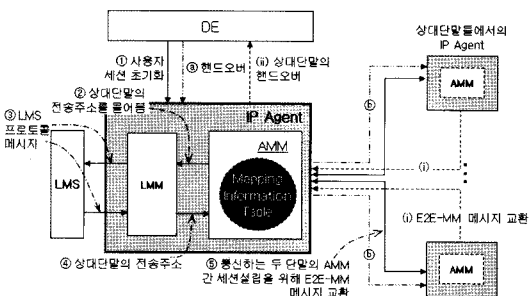 DE
상대단말들에서의
IP Agent
① 사용자
세션 초기화
ⓐ 핸드오버
(ii) 상대단말의
핸드오버
② 상대단말의
전송주소를 물어봄
③ LMS
프로토콜
메시지
IP Agent
AMM
LMS
LMM
Mapping
Information
Table
AMM
ⓑ
(i)
(i) E2E-MM 메시지 교환
ⓑ
AMM
④ 상대단말의 전송주소
⑤ 통신하는 두 단말의 AMM
간 세션설립을 위해 E2E-MM
메시지 교환